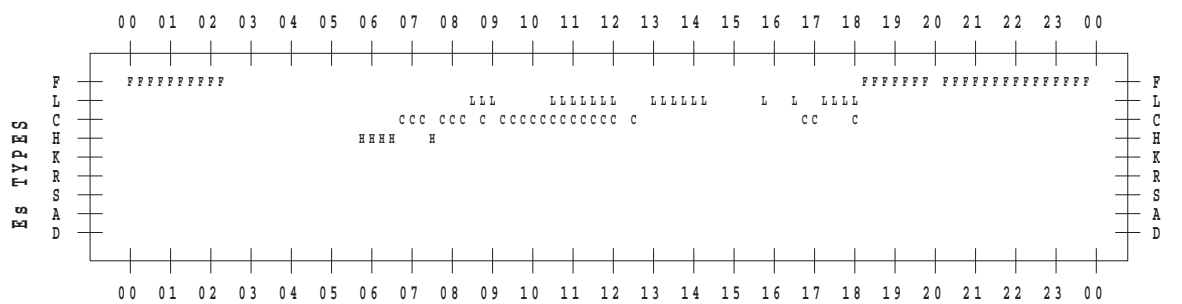 00 01 02 03 04 05 06 07 08 09 10 11 12 13 14 15 16 17 18 19 20 21 22 23 00
F FFFFFFFFFF FFFFFFF FFFFFFFFFFFFFFF F
L LLL LLLLLLL LLLLLL L L LLLL L
C CCC CCC C CCCCCCCCCCCC C CC C C
H HHHH H H
K K
R R
S S
A A
D D
Es TYPES
00 01 02 03 04 05 06 07 08 09 10 11 12 13 14 15 16 17 18 19 20 21 22 23 00